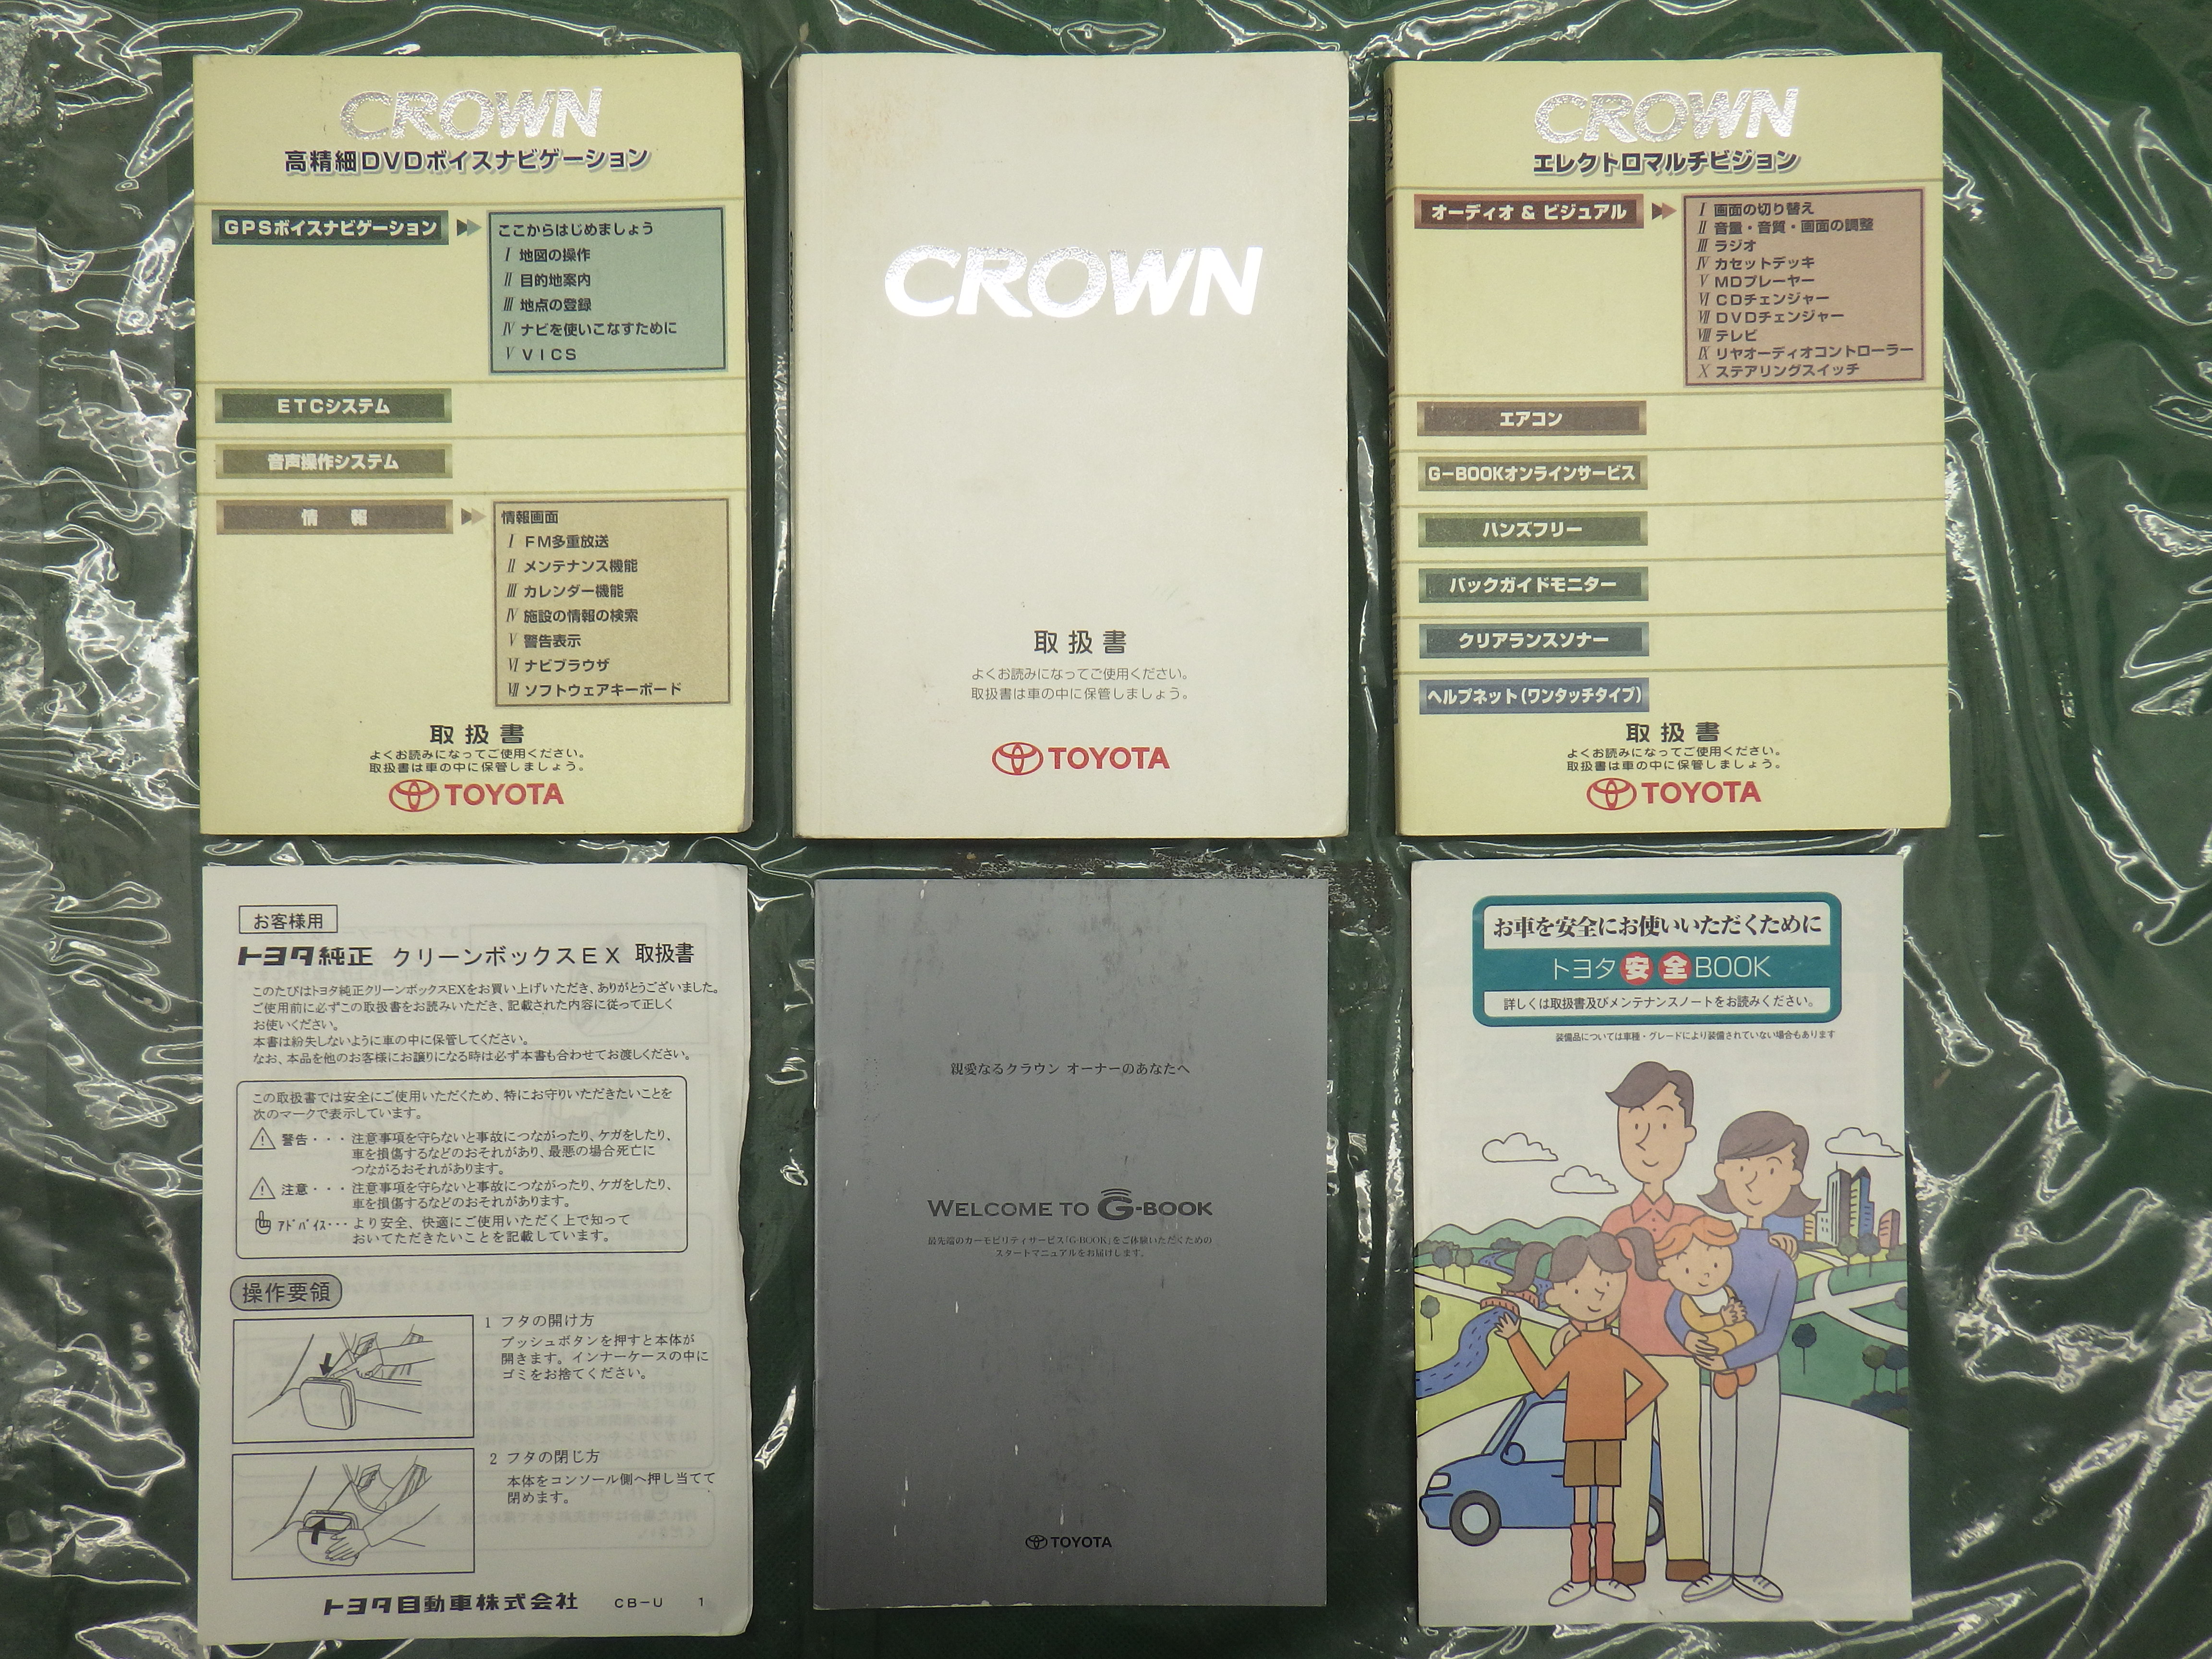 CROWN
高精細DVDボイスナビゲーション
GPSボイスナビゲーション
ここからはじめましょう
Ⅰ 地図の操作
Ⅱ 目的地案内
Ⅲ 地点の登録
Ⅳ ナビを使いこなすために
Ⅴ VICS
ETCシステム
音声操作システム
情 報
情報画面
Ⅰ FM多重放送
Ⅱ メンテナンス機能
Ⅲ カレンダー機能
Ⅳ 施設の情報の検索
Ⅴ 警告表示
Ⅵ ナビブラウザ
Ⅶ ソフトウェアキーボード
取扱書
よくお読みになってご使用ください。
取扱書は車の中に保管しましょう。
TOYOTA
CROWN
取扱書
よくお読みになってご使用ください。
取扱書は車の中に保管しましょう。
TOYOTA
CROWN
エレクトロマルチビジョン
オーディオ & ビジュアル
Ⅰ 画面の切り替え
Ⅱ 音量・音質・画面の調整
Ⅲ ラジオ
Ⅳ カセットデッキ
Ⅴ MDプレーヤー
Ⅵ CDチェンジャー
Ⅶ DVDチェンジャー
Ⅷ テレビ
Ⅸ リヤオーディオコントローラー
Ⅹ ステアリングスイッチ
エアコン
G-BOOKオンラインサービス
ハンズフリー
バックガイドモニター
クリアランスソナー
ヘルプネット(ワンタッチタイプ)
取扱書
よくお読みになってご使用ください。
取扱書は車の中に保管しましょう。
TOYOTA
お客様用
トヨタ純正 クリーンボックスEX 取扱書
このたびはトヨタ純正クリーンボックスEXをお買い上げいただき、ありがとうございました。
ご使用前に必ずこの取扱書をお読みいただき、記載された内容に従って正しく
お使いください。
本書は紛失しないように車の中に保管してください。
なお、本品を他のお客様にお譲りになる時は必ず本書も合わせてお渡しください。
この取扱書では安全にご使用いただくため、特にお守りいただきたいことを
次のマークで表示しています。
警告・・・ 注意事項を守らないと事故につながったり、ケガをしたり、
車を損傷するなどのおそれがあり、最悪の場合死亡に
つながるおそれがあります。
注意・・・ 注意事項を守らないと事故につながったり、ケガをしたり、
車を損傷するなどのおそれがあります。
アドバイス・・・ より安全、快適にご使用いただく上で知って
おいてただきたいことを記載しています。
操作要領
1 フタの開け方
プッシュボタンを押すと本体が
開きます。インナーケースの中に
ゴミをお捨てください。
2 フタの閉じ方
本体をコンソール側へ押し当てて
閉めます。
トヨタ自動車株式会社 CB-U 1
親愛なるクラウン オーナーのあなたへ
WELCOME TO G-BOOK
最先端のカーモビリティサービス「G-BOOK」をご体験いただくための
スタートマニュアルをお届けします。
TOYOTA
お車を安全にお使いいただくために
トヨタ安全BOOK
詳しくは取扱書及びメンテナンスノートをお読みください。
装備品については車種・グレードにより装備されていない場合もあります